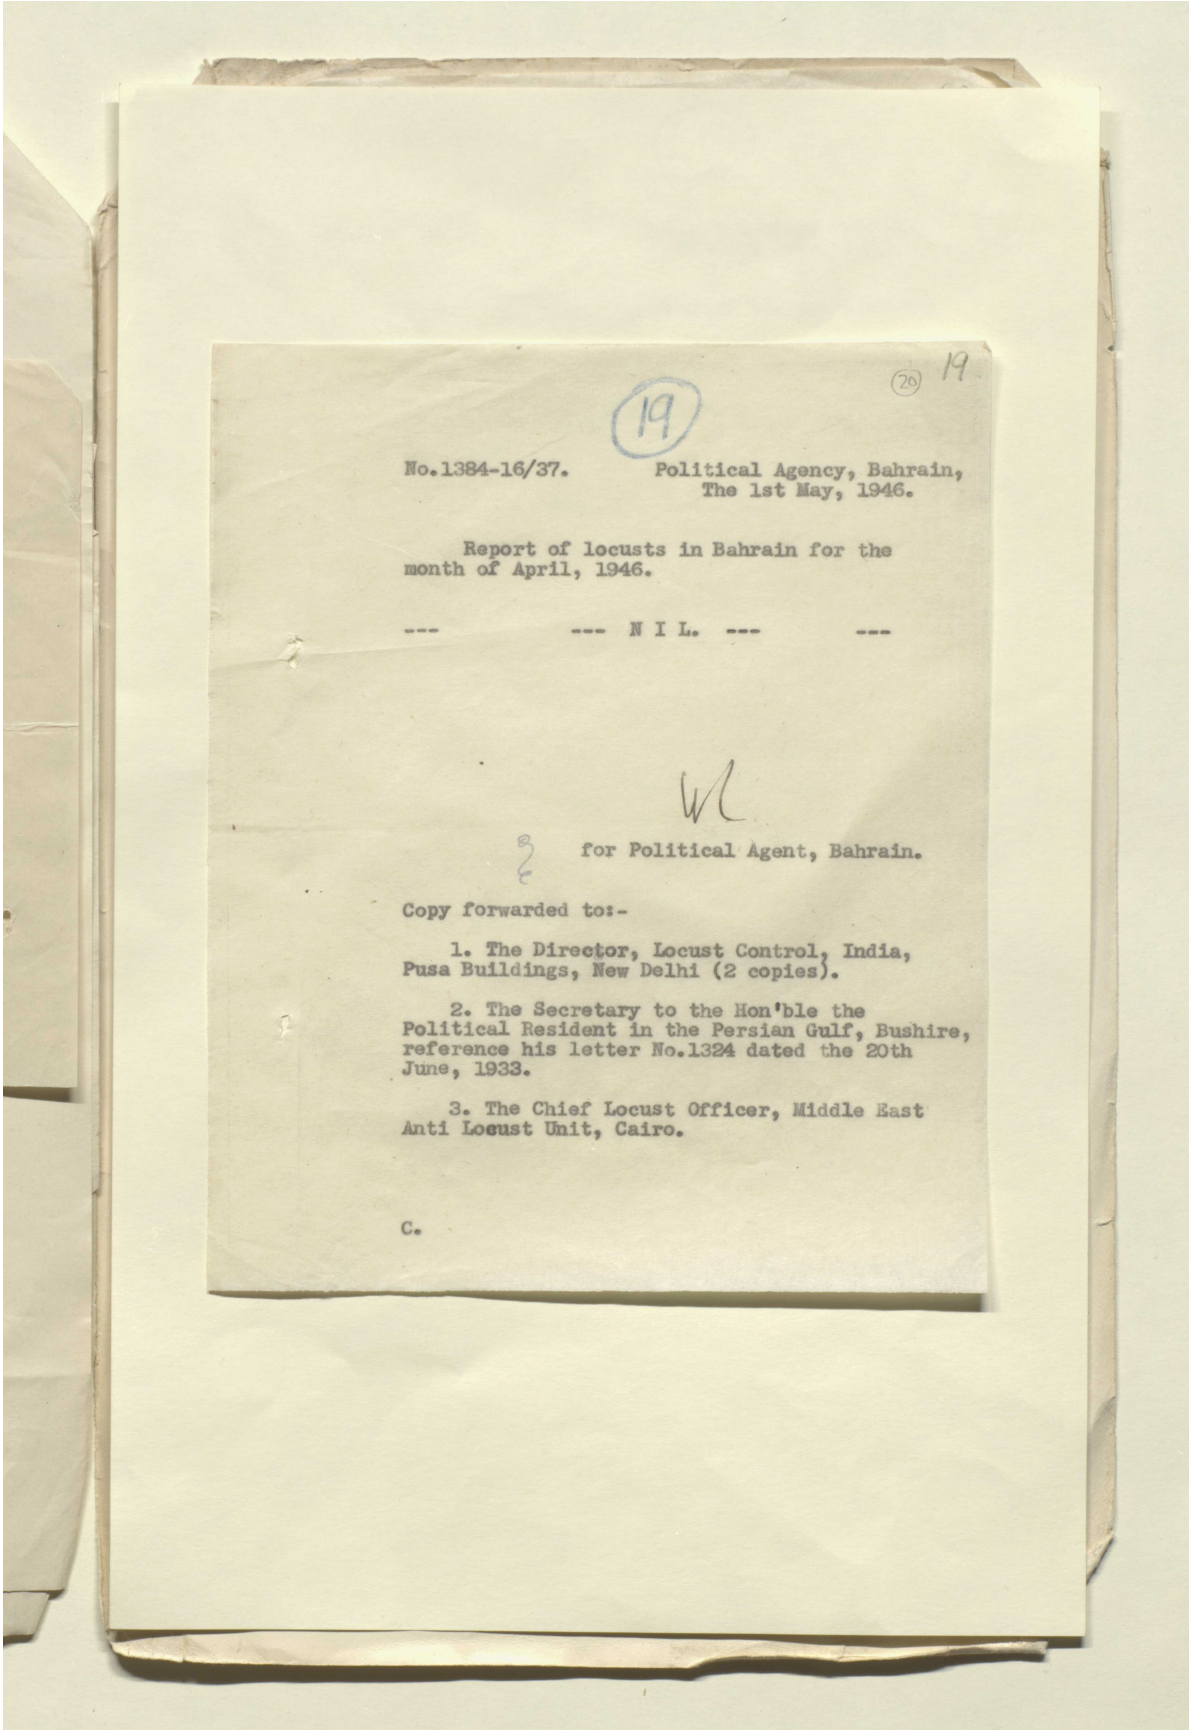 19
20
19
No.1384-16/37. Political Agency, Bahrain,
The 1st May, 1946.
Report of locusts in Bahrain for the
month of April, 1946.
--- --- N I L. --- ---
for Political Agent, Bahrain.
Copy forwarded to:-
1. The Director, Locust Control, India,
Pusa Buildings, New Delhi (2 copies).
2. The Secretary to the Hon'ble the
Political Resident in the Persian Gulf, Bushire,
reference his letter No.1324 dated the 20th
June, 1933.
3. The Chief Locust Officer, Middle East
Anti Locust Unit, Cairo.
C.